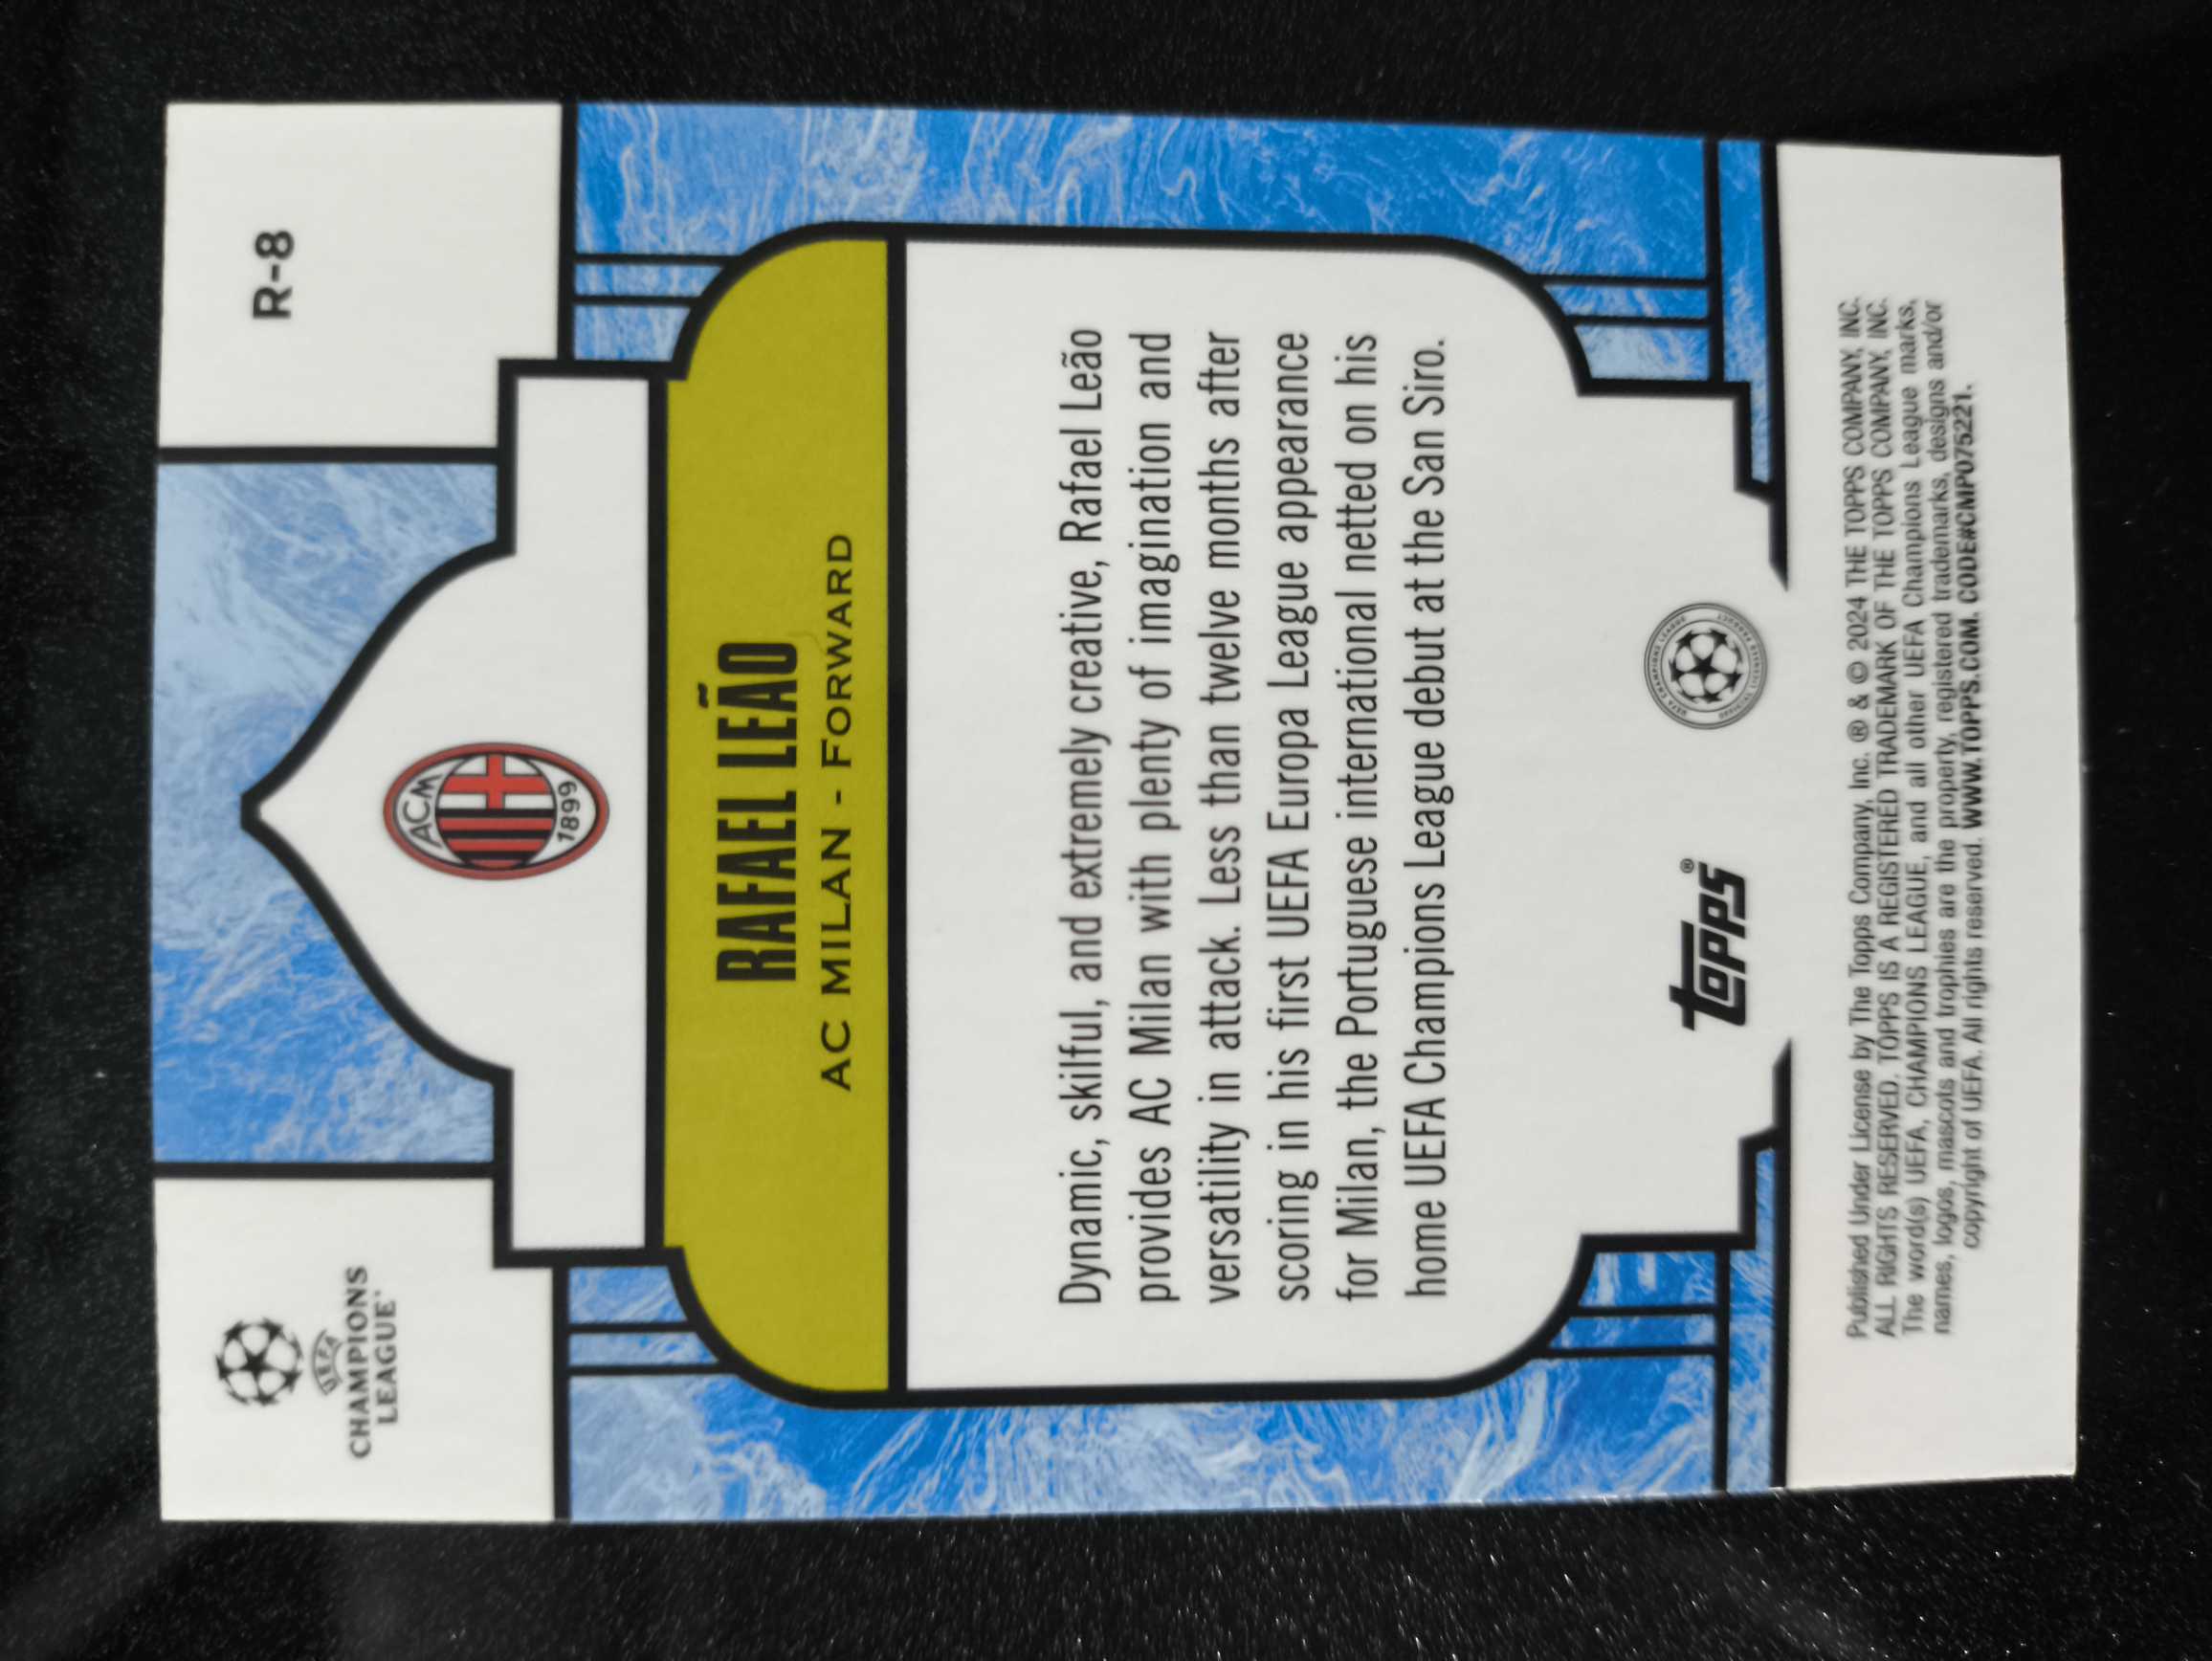 UEFA
CHAMPIONS
LEAGUE
R-8
ACM
1899
RAFAEL LEÃO
AC MILAN - FORWARD
Dynamic, skilful, and extremely creative, Rafael Leão
provides AC Milan with plenty of imagination and
versatility in attack. Less than twelve months after
scoring in his first UEFA Europa League appearance
for Milan, the Portuguese international netted on his
home UEFA Champions League debut at the San Siro.
topps®
UEFA CHAMPIONS LEAGUE
Published Under License by The Topps Company, Inc. ® & © 2024 THE TOPPS COMPANY, INC.
ALL RIGHTS RESERVED. TOPPS IS A REGISTERED TRADEMARK OF THE TOPPS COMPANY, INC.
The word(s) UEFA, CHAMPIONS LEAGUE, and all other UEFA Champions League marks,
names, logos, mascots and trophies are the property, registered trademarks, designs and/or
copyright of UEFA. All rights reserved. WWW.TOPPS.COM. CODE#CMP075221.